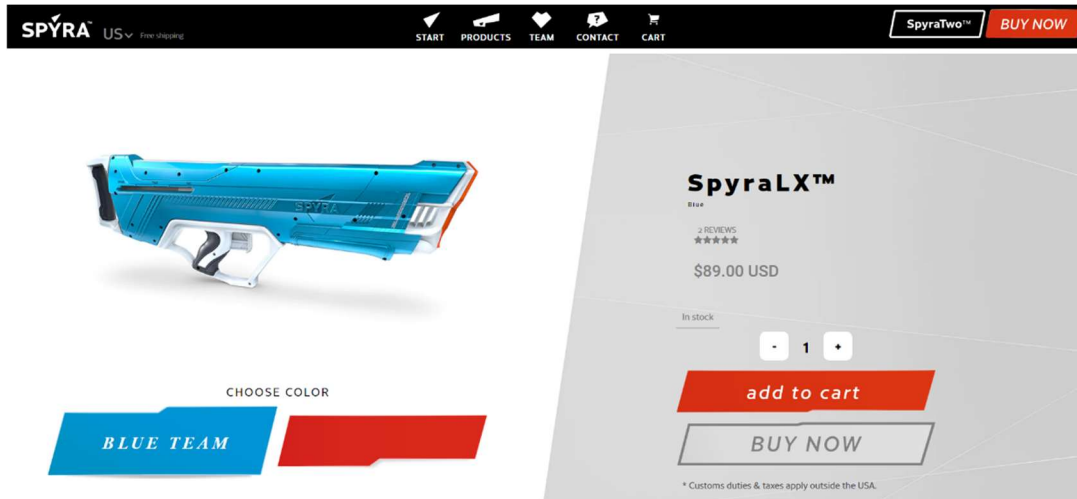 SPYRA™ US Free shipping
START PRODUCTS TEAM CONTACT CART
SpyraTwo™ BUY NOW
SPYRA
SpyraLX™
Blue
2 REVIEWS
$89.00 USD
In stock
- 1 +
CHOOSE COLOR
BLUE TEAM
add to cart
BUY NOW
* Customs duties & taxes apply outside the USA.